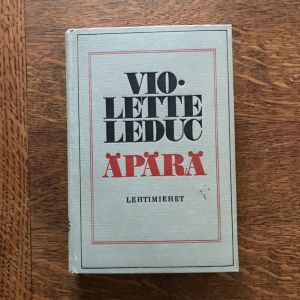 VIO·
LETTE
LEDUC
ÄPÄRÄ
LEHTIMIEHET